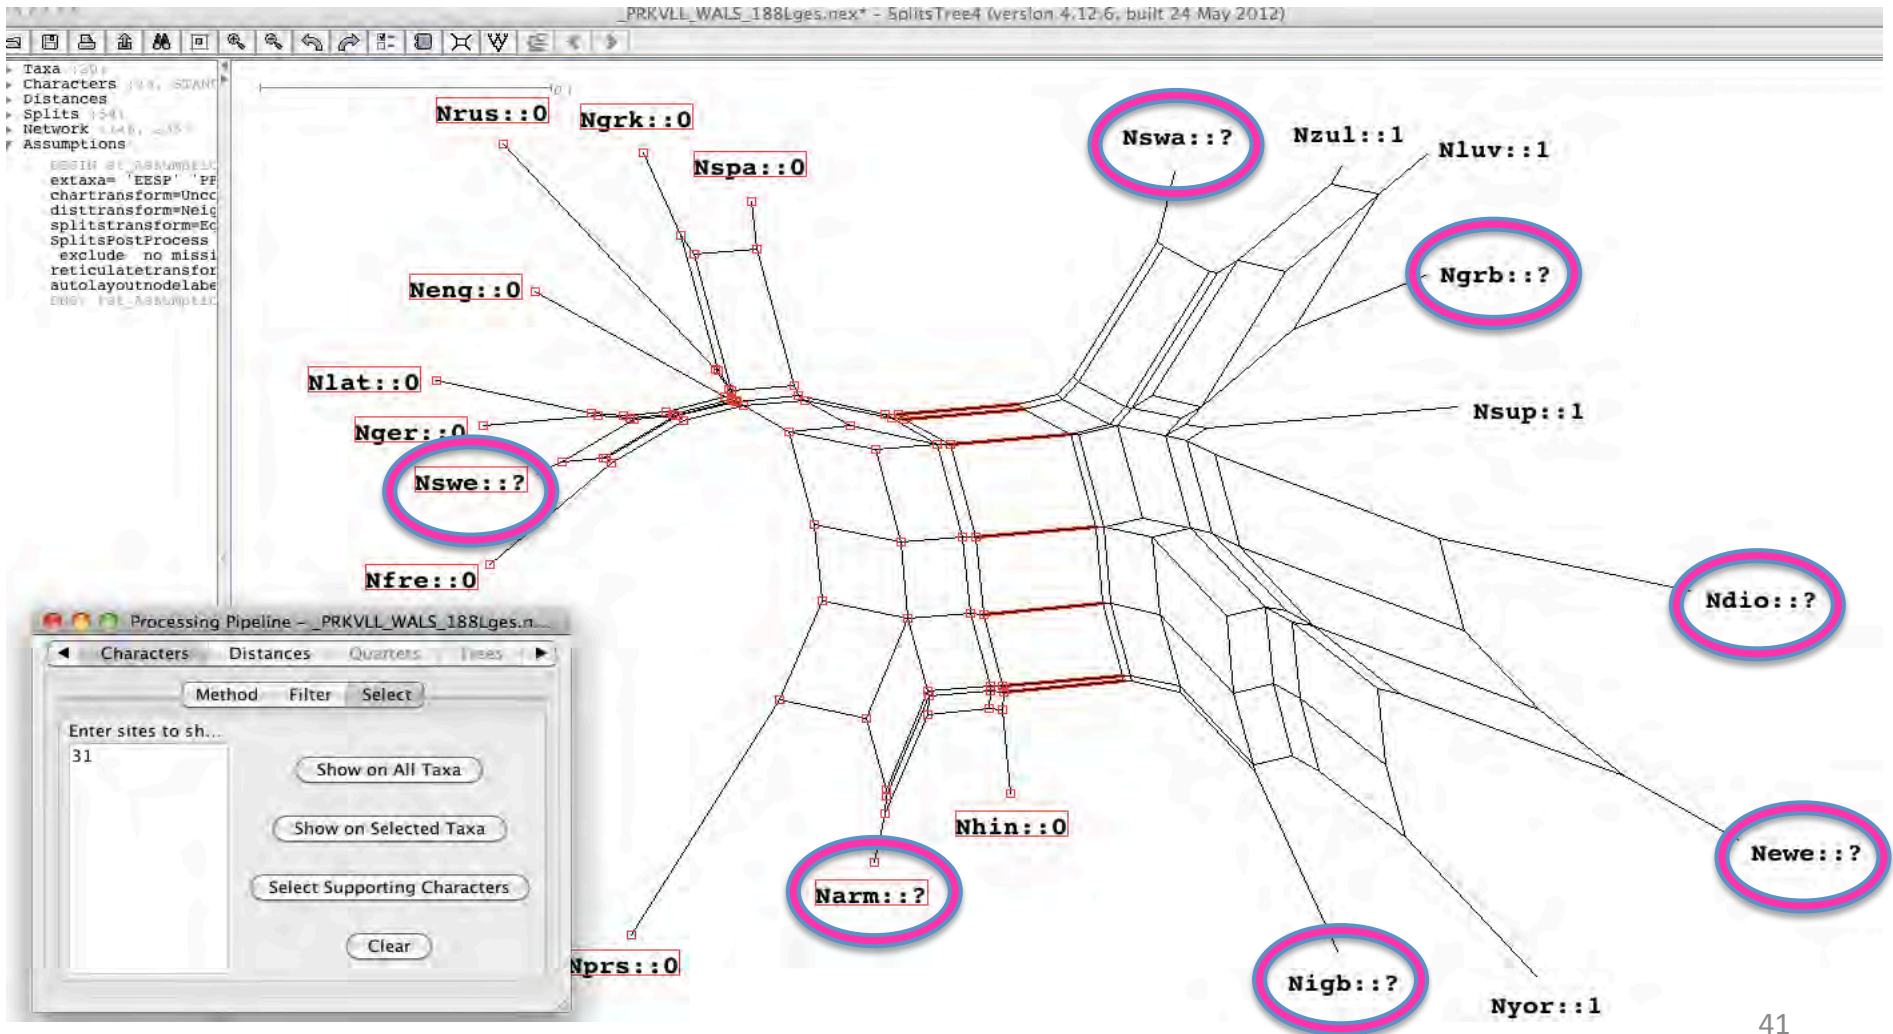 _PRKVLL_WALS_188Lges.nex* – SplitsTree4 (version 4.12.6, built 24 May 2012)
Taxa
Characters
Distances
Splits
Network
Assumptions
extaxa= 'EESP' 'PP
chartransform=Unco
disttransform=Neig
splitstransform=Eq
SplitsPostProcess
exclude no missi
reticulatetransfor
autolayoutnodelabe
Nrus::0
Ngrk::0
Nspa::0
Nswa::?
Nzul::1
Nluv::1
Neng::0
Ngrb::?
Nlat::0
Nsup::1
Nger::0
Nswe::?
Nfre::0
Ndio::?
Nhin::0
Newe::?
Narm::?
Nprs::0
Nigb::?
Nyor::1
Processing Pipeline – _PRKVLL_WALS_188Lges.n...
Characters Distances Quartets Trees
Method Filter Select
Enter sites to sh...
31
Show on All Taxa
Show on Selected Taxa
Select Supporting Characters
Clear
41